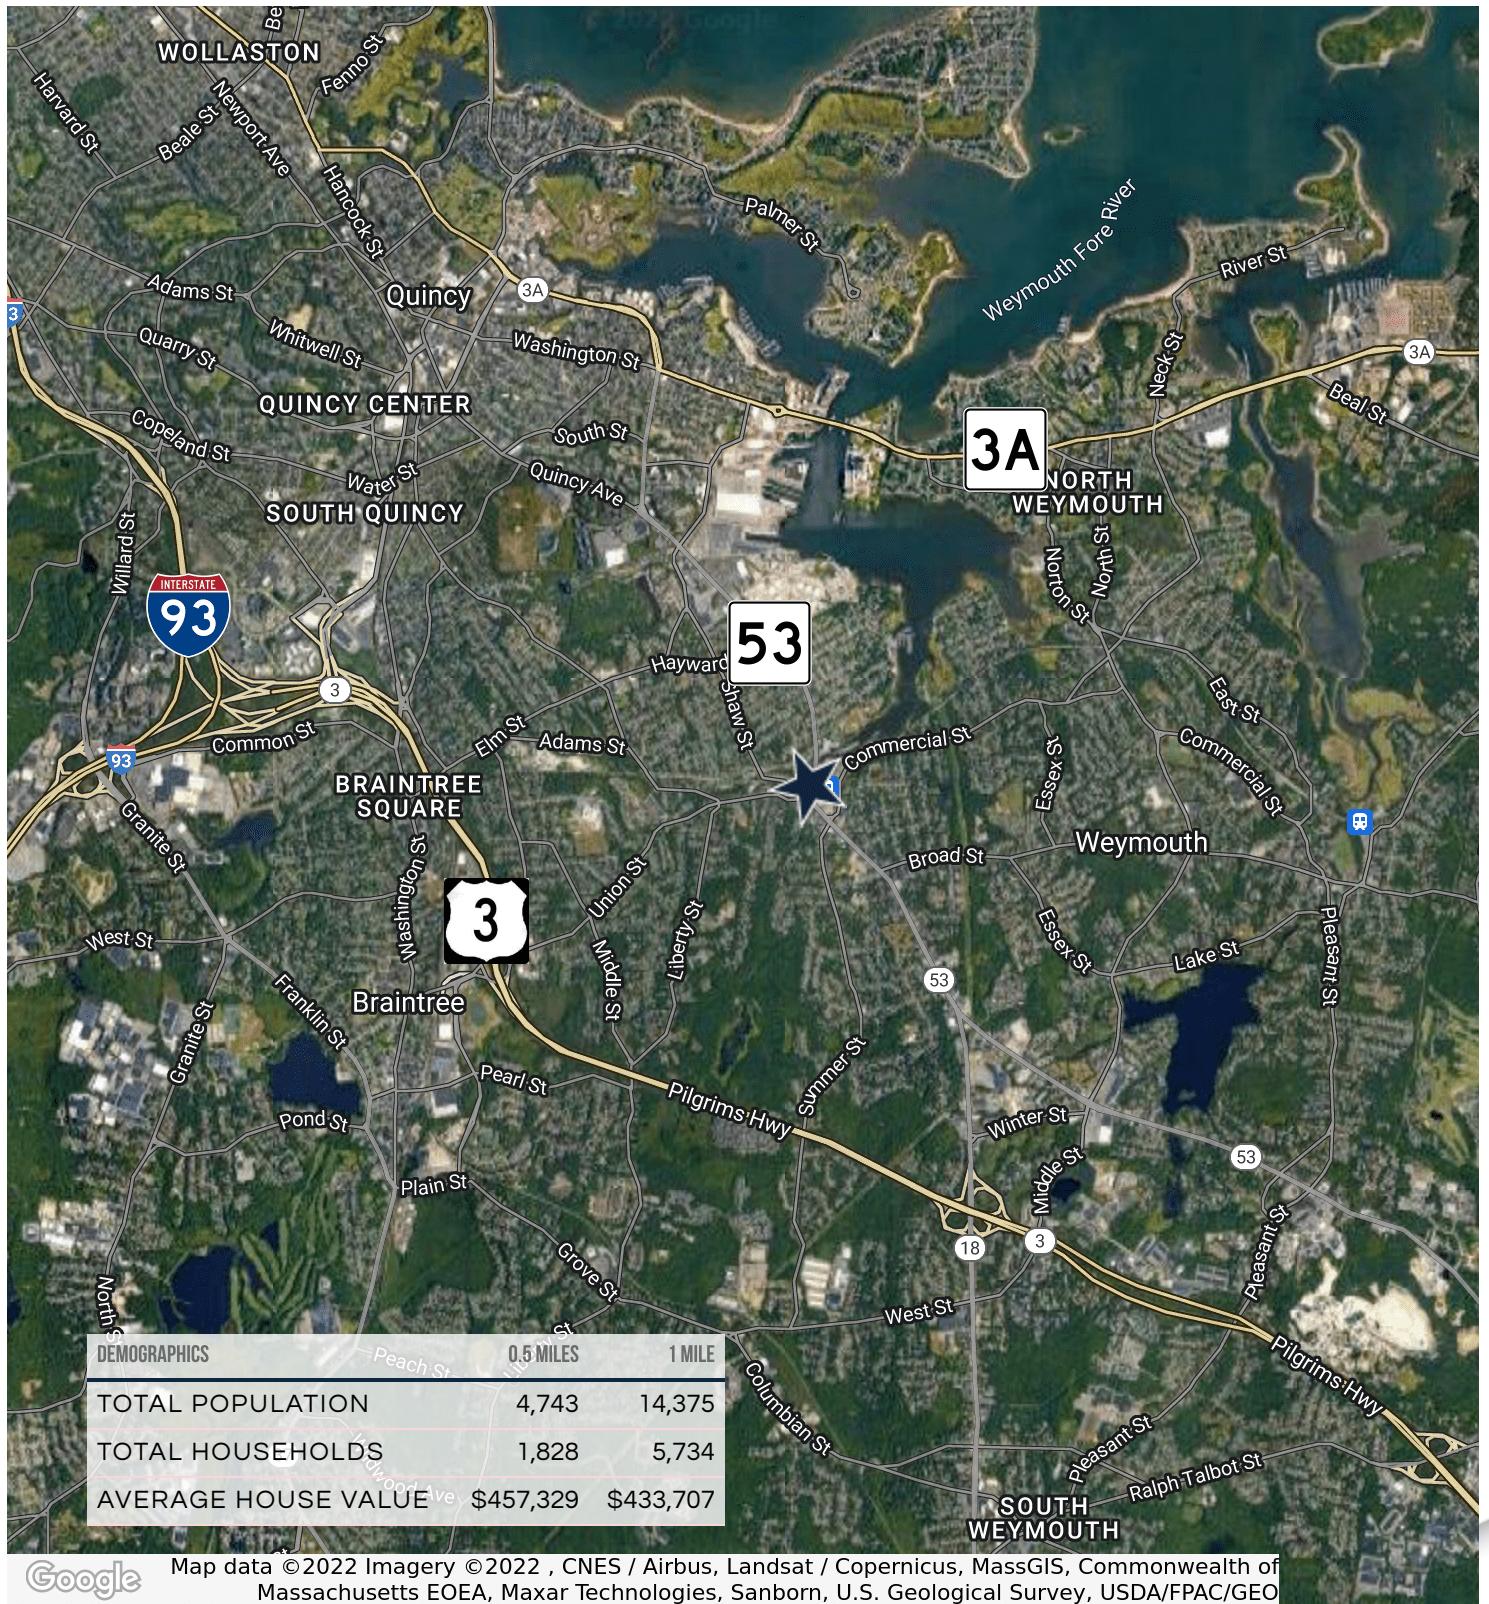 WOLLASTON
Fenno St
Harvard St
Beale St
Newport Ave
Hancock St
Palmer St
Weymouth Fore River
River St
Adams St
Quincy
3A
3
Quarry St
Whitwell St
Washington St
Neck St
3A
Beal St
QUINCY CENTER
Copeland St
South St
3A
Water St
Quincy Ave
NORTH
WEYMOUTH
SOUTH QUINCY
Willard St
Norton St
North St
INTERSTATE
93
53
Hayward
3
Shaw St
East St
Common St
Elm St
Adams St
Commercial St
Essex St
Commercial St
93
BRAINTREE
SQUARE
Granite St
Weymouth
Broad St
Washington St
Union St
3
Liberty St
West St
Middle St
Essex St
Lake St
Pleasant St
Franklin St
Braintree
53
Granite St
Pearl St
Summer St
Pilgrims Hwy
Pond St
Winter St
Middle St
53
Plain St
Pleasant St
18
3
Grove St
North S
West St
Liberty St
Pilgrims Hwy
DEMOGRAPHICS 0.5 MILES 1 MILE
Peach St
TOTAL POPULATION 4,743 14,375
TOTAL HOUSEHOLDS 1,828 5,734
AVERAGE HOUSE VALUE $457,329 $433,707
Columbian St
Pleasant St
Ralph Talbot St
SOUTH
WEYMOUTH
Google
Map data ©2022 Imagery ©2022 , CNES / Airbus, Landsat / Copernicus, MassGIS, Commonwealth of
Massachusetts EOEA, Maxar Technologies, Sanborn, U.S. Geological Survey, USDA/FPAC/GEO